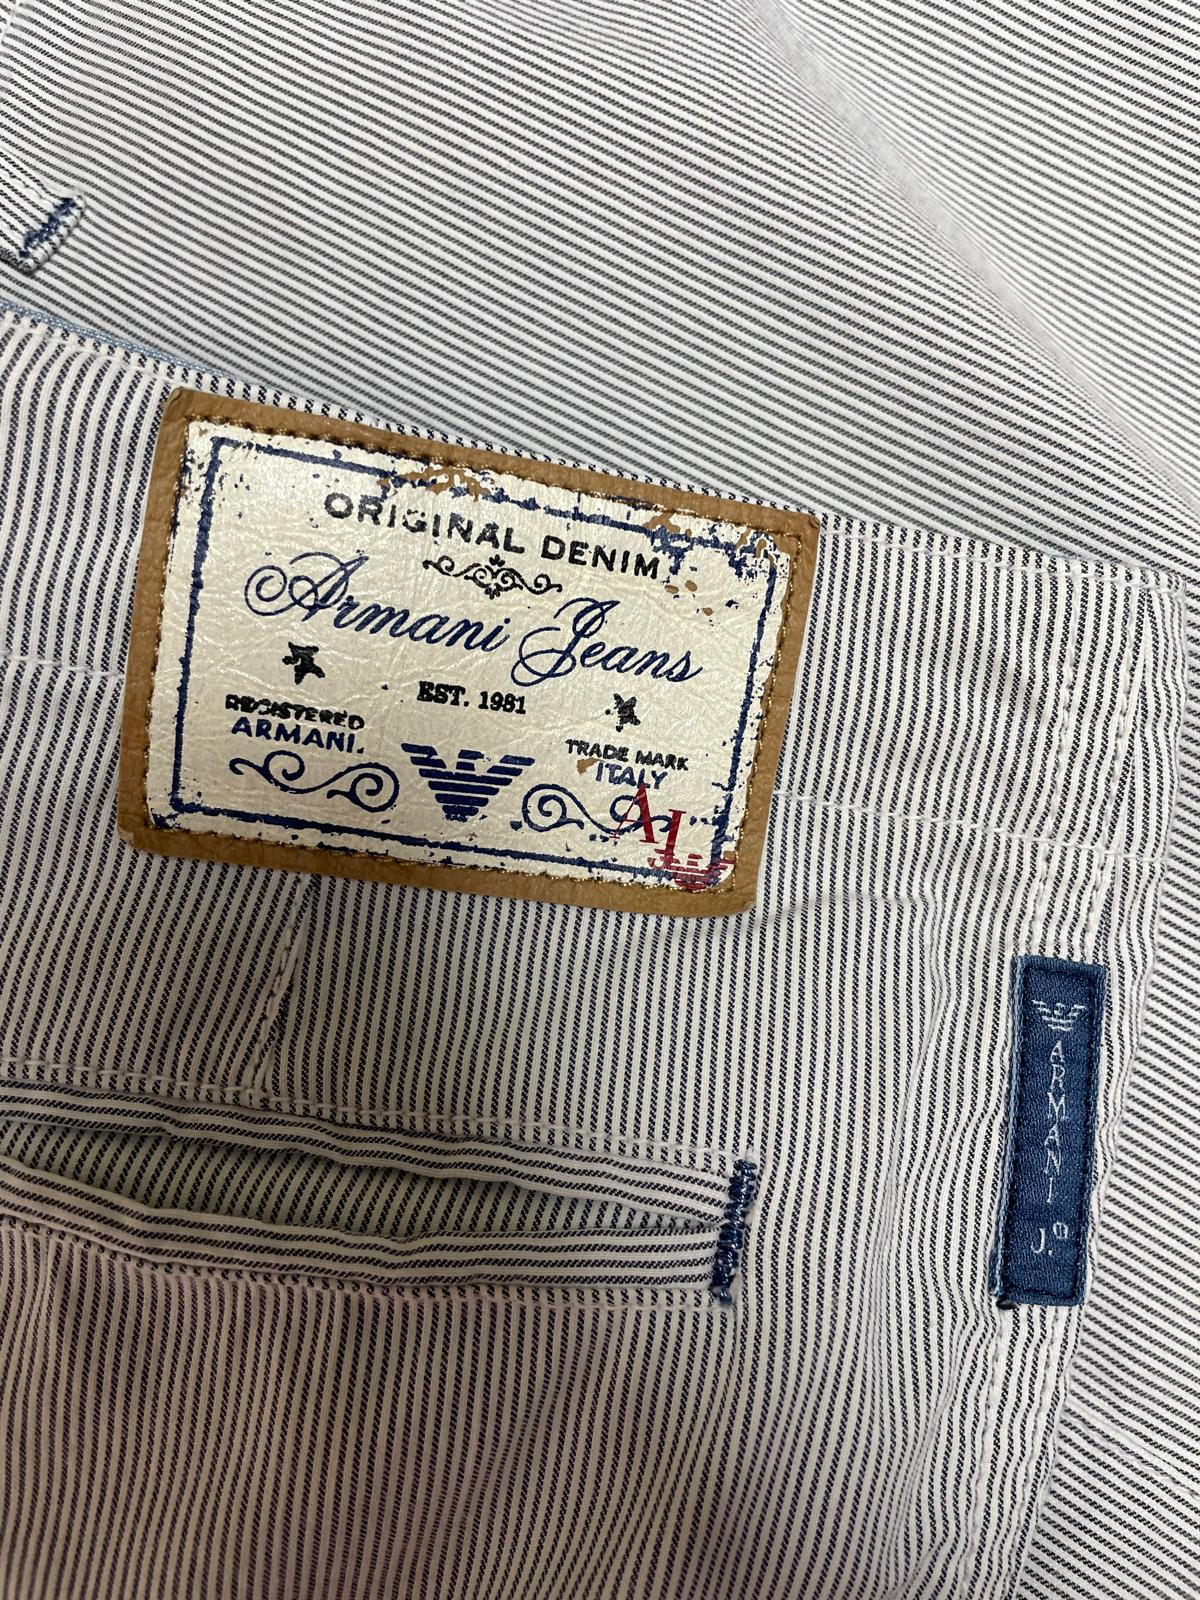 ORIGINAL DENIM
Armani Jeans
EST. 1981
REGISTERED
ARMANI.
TRADE MARK
ITALY
AJ
ARMANI J.